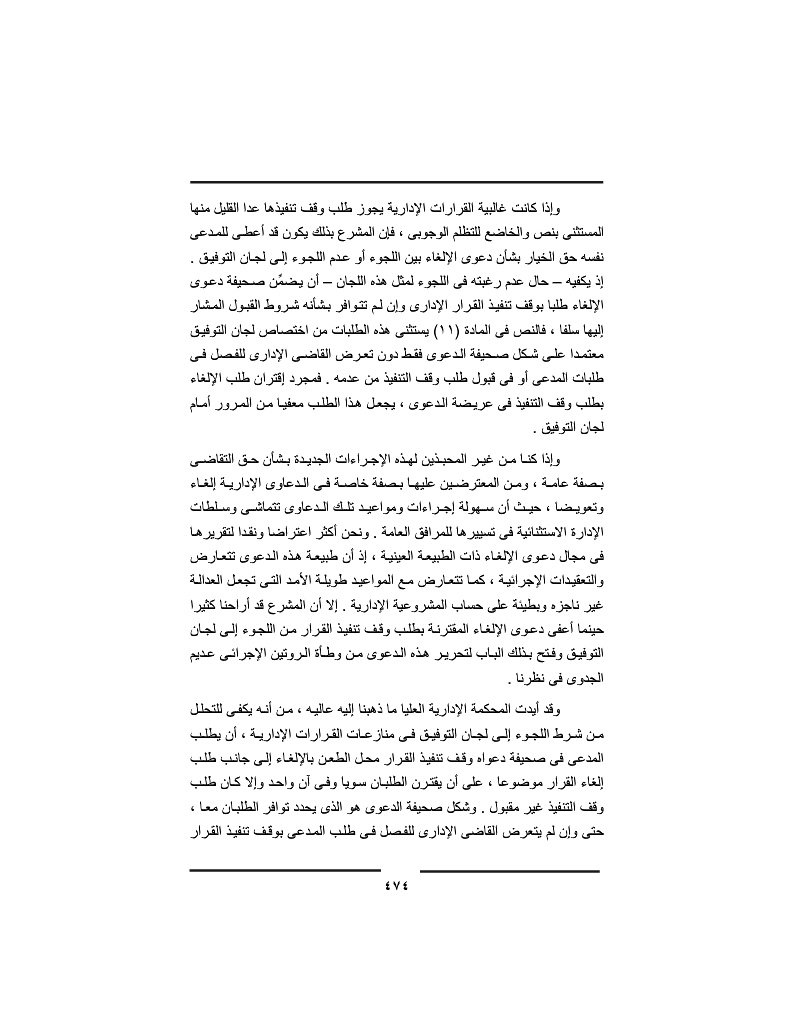 وإذا كانت غالبية القرارات الإدارية يجوز طلب وقف تنفيذها عدا القليل منها
المستثنى بنص والخاضع للتظلم الوجوبى ، فإن المشرع بذلك يكون قد أعطى للمدعى
نفسه حق الخيار بشأن دعوى الإلغاء بين اللجوء أو عدم اللجوء إلى لجان التوفيق .
إذ يكفيه – حال عدم رغبته فى اللجوء لمثل هذه اللجان – أن يضمِّن صحيفة دعوى
الإلغاء طلبا بوقف تنفيذ القرار الإدارى وإن لم تتوافر بشأنه شروط القبول المشار
إليها سلفا ، فالنص فى المادة (١١) يستثنى هذه الطلبات من اختصاص لجان التوفيق
معتمدا على شكل صحيفة الدعوى فقط دون تعرض القاضى الإدارى للفصل فى
طلبات المدعى أو فى قبول طلب وقف التنفيذ من عدمه . فمجرد إقتران طلب الإلغاء
بطلب وقف التنفيذ فى عريضة الدعوى ، يجعل هذا الطلب معفيا من المرور أمام
لجان التوفيق .
وإذا كنا من غير المحبذين لهذه الإجراءات الجديدة بشأن حق التقاضى
بصفة عامة ، ومن المعترضين عليها بصفة خاصة فى الدعاوى الإدارية إلغاء
وتعويضا ، حيث أن سهولة إجراءات ومواعيد تلك الدعاوى تتماشى وسلطات
الإدارة الاستثنائية فى تسييرها للمرافق العامة . ونحن أكثر اعتراضا ونقدا لتقريرها
فى مجال دعوى الإلغاء ذات الطبيعة العينية ، إذ أن طبيعة هذه الدعوى تتعارض
والتعقيدات الإجرائية ، كما تتعارض مع المواعيد طويلة الأمد التى تجعل العدالة
غير ناجزه وبطيئة على حساب المشروعية الإدارية . إلا أن المشرع قد أراحنا كثيرا
حينما أعفى دعوى الإلغاء المقترنة بطلب وقف تنفيذ القرار من اللجوء إلى لجان
التوفيق وفتح بذلك الباب لتحرير هذه الدعوى من وطأة الروتين الإجرائى عديم
الجدوى فى نظرنا .
وقد أيدت المحكمة الإدارية العليا ما ذهبنا إليه عاليه ، من أنه يكفى للتحلل
من شرط اللجوء إلى لجان التوفيق فى منازعات القرارات الإدارية ، أن يطلب
المدعى فى صحيفة دعواه وقف تنفيذ القرار محل الطعن بالإلغاء إلى جانب طلب
إلغاء القرار موضوعا ، على أن يقترن الطلبان سويا وفى آن واحد وإلا كان طلب
وقف التنفيذ غير مقبول . وشكل صحيفة الدعوى هو الذى يحدد توافر الطلبان معا ،
حتى وإن لم يتعرض القاضى الإدارى للفصل فى طلب المدعى بوقف تنفيذ القرار
٤٧٤